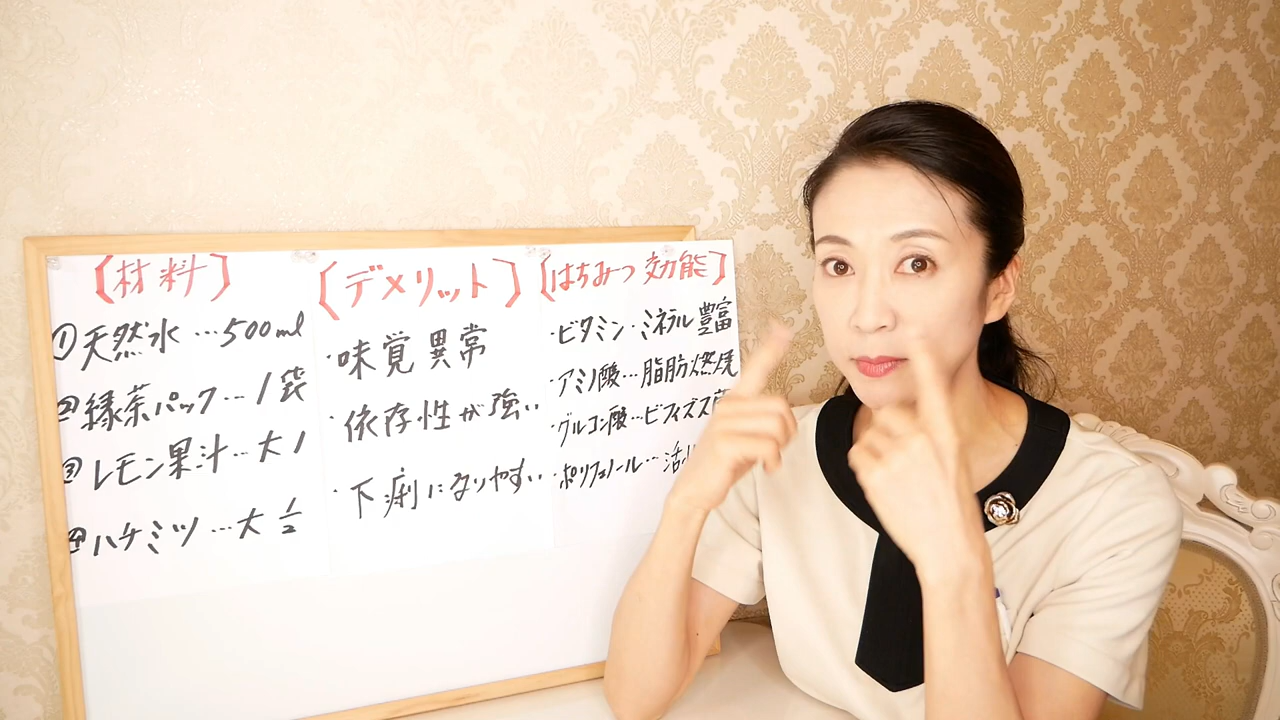 【材料】
①天然水…500ml
②緑茶パック…1袋
③レモン果汁…大1
④ハチミツ…大1/2
【デメリット】
・味覚異常
・依存性が強い
・下痢になりやすい
【はちみつ効能】
・ビタミン・ミネラル豊富
・アミノ酸…脂肪燃焼
・グルコン酸…ビフィズス菌
・ポリフェノール…活